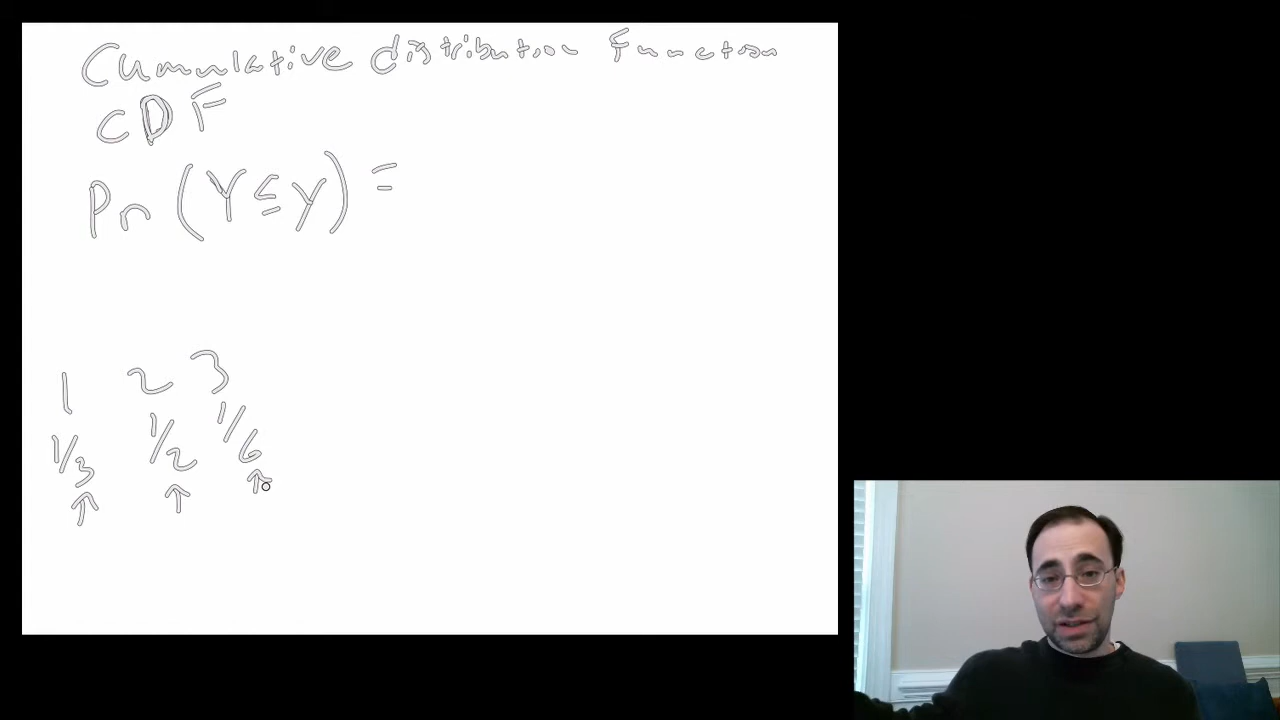 Cumulative distribution function
CDF
Pr (Y ≤ y) =
1 2 3
1/3 1/2 1/6
↑ ↑ ↑